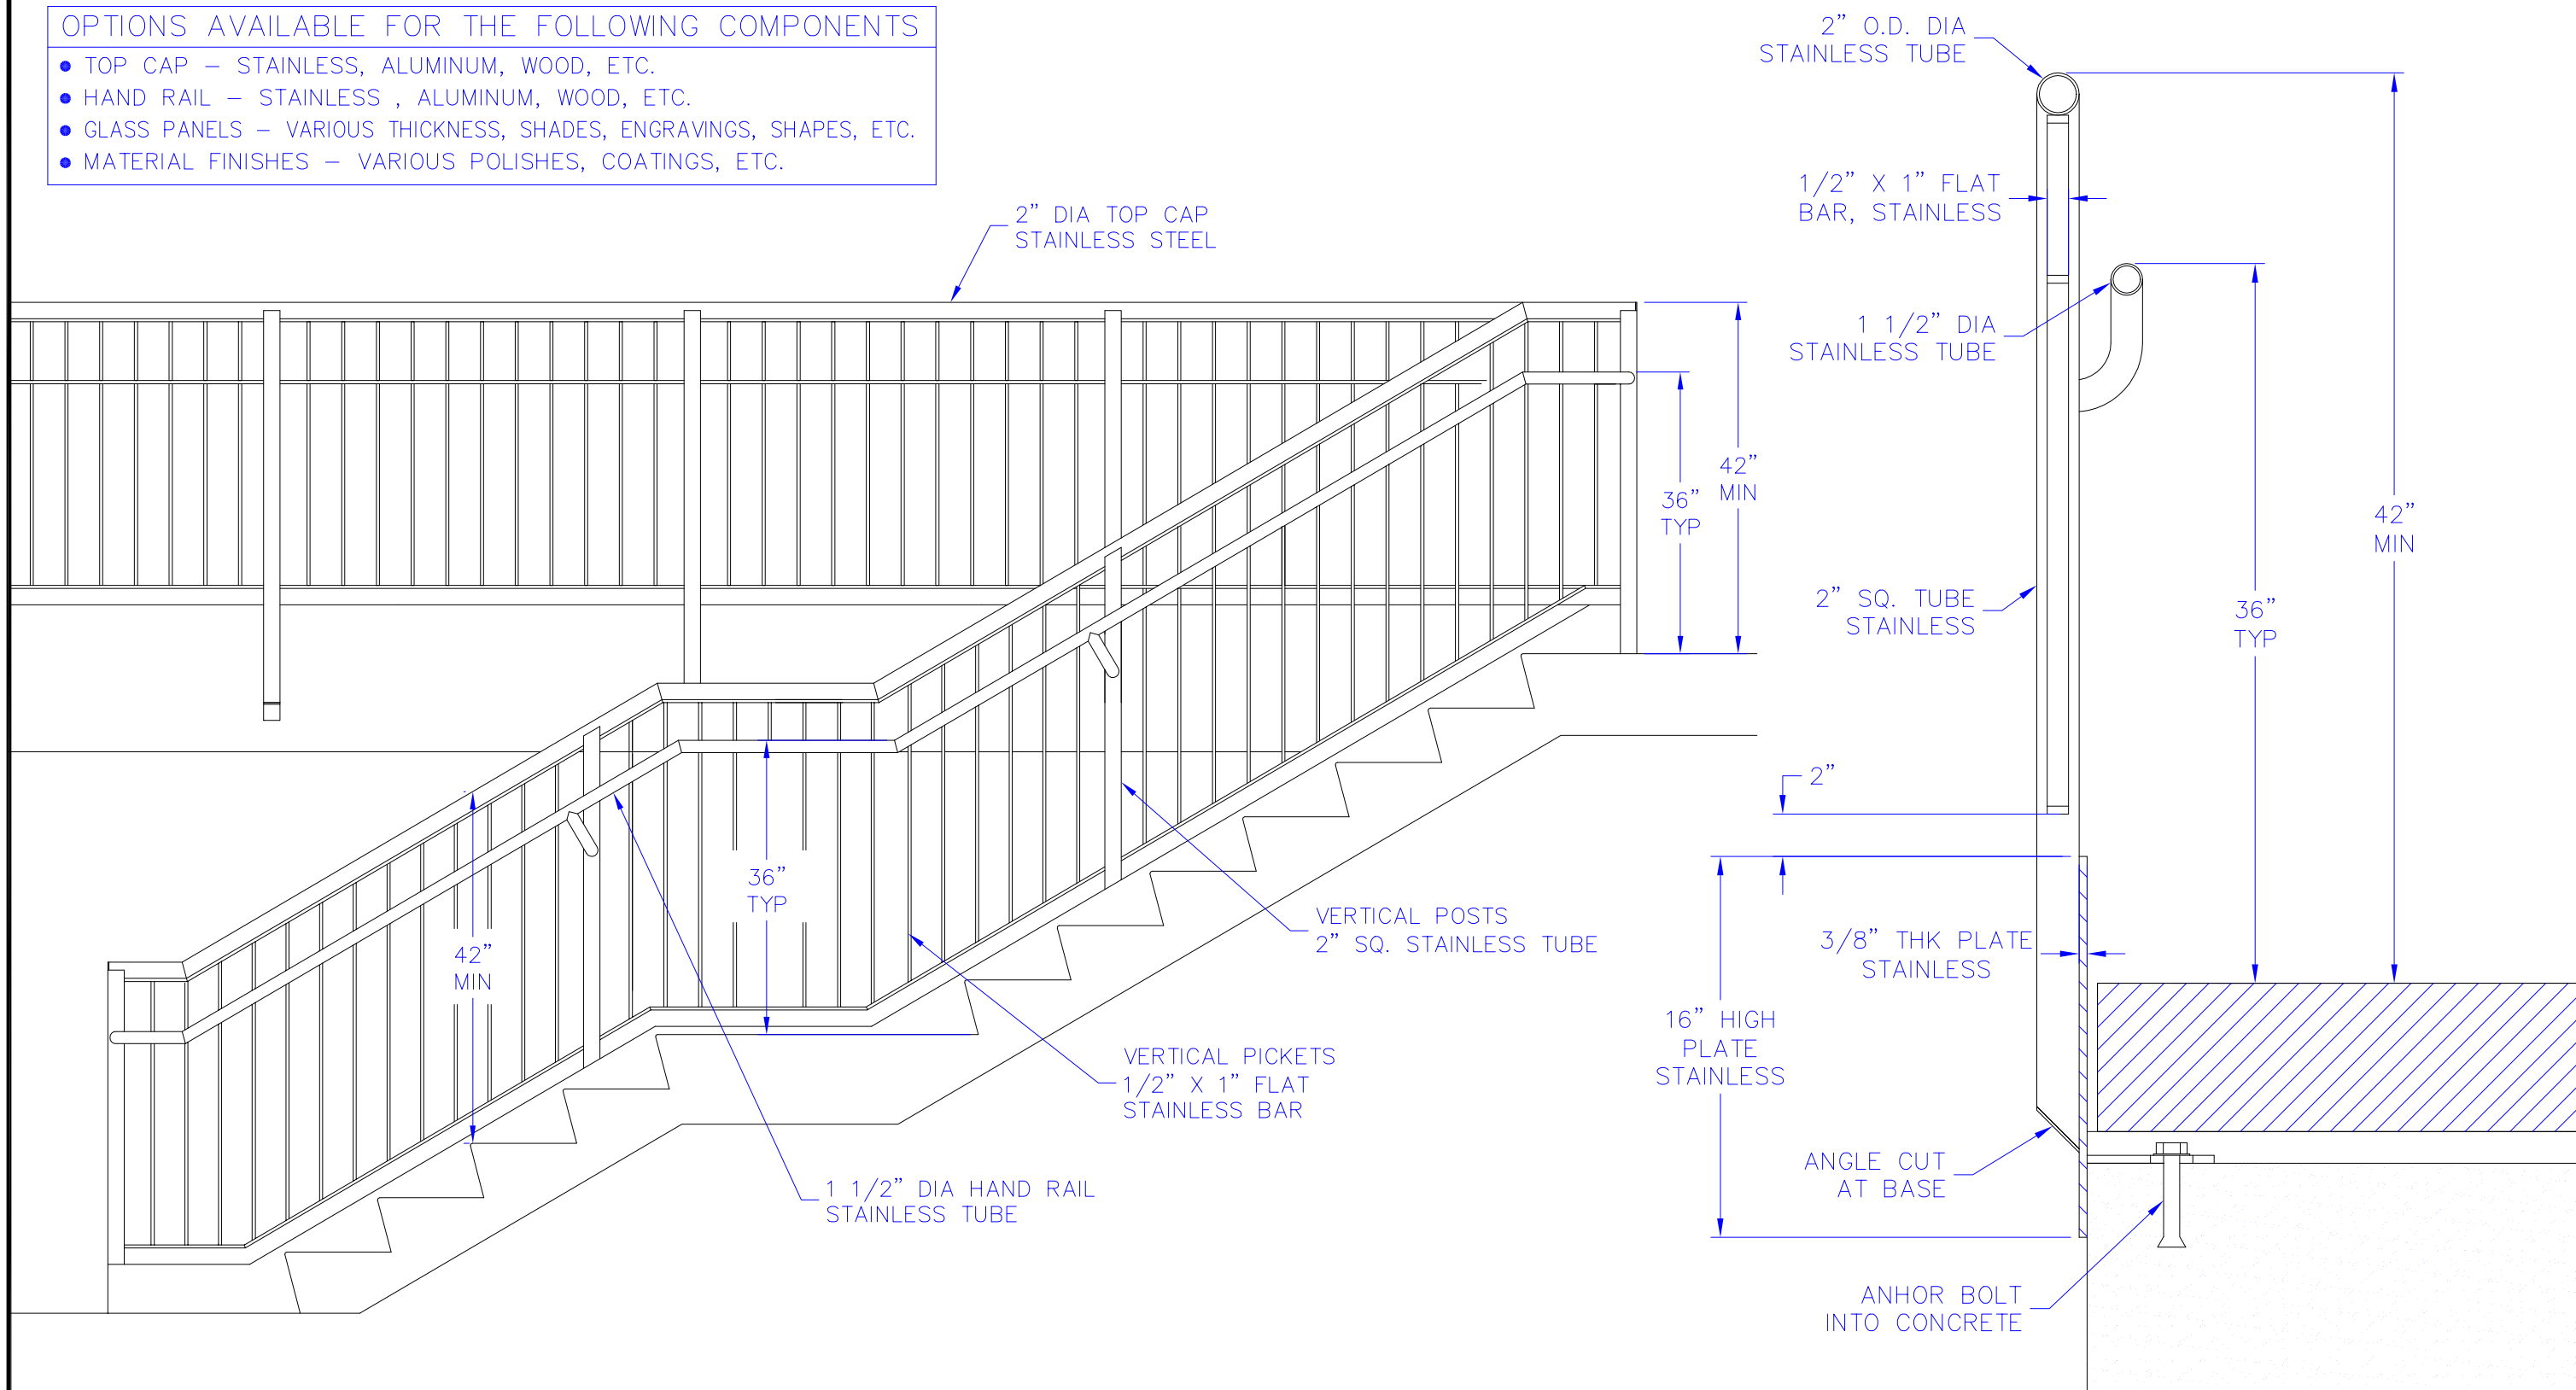 OPTIONS AVAILABLE FOR THE FOLLOWING COMPONENTS
• TOP CAP – STAINLESS, ALUMINUM, WOOD, ETC.
• HAND RAIL – STAINLESS , ALUMINUM, WOOD, ETC.
• GLASS PANELS – VARIOUS THICKNESS, SHADES, ENGRAVINGS, SHAPES, ETC.
• MATERIAL FINISHES – VARIOUS POLISHES, COATINGS, ETC.
2” DIA TOP CAP
STAINLESS STEEL
42”
MIN
36”
TYP
36”
TYP
42”
MIN
VERTICAL POSTS
2” SQ. STAINLESS TUBE
VERTICAL PICKETS
1/2” X 1” FLAT
STAINLESS BAR
1 1/2” DIA HAND RAIL
STAINLESS TUBE
2” O.D. DIA
STAINLESS TUBE
1/2” X 1” FLAT
BAR, STAINLESS
1 1/2” DIA
STAINLESS TUBE
42”
MIN
2” SQ. TUBE
STAINLESS
36”
TYP
2”
3/8” THK PLATE
STAINLESS
16” HIGH
PLATE
STAINLESS
ANGLE CUT
AT BASE
ANHOR BOLT
INTO CONCRETE